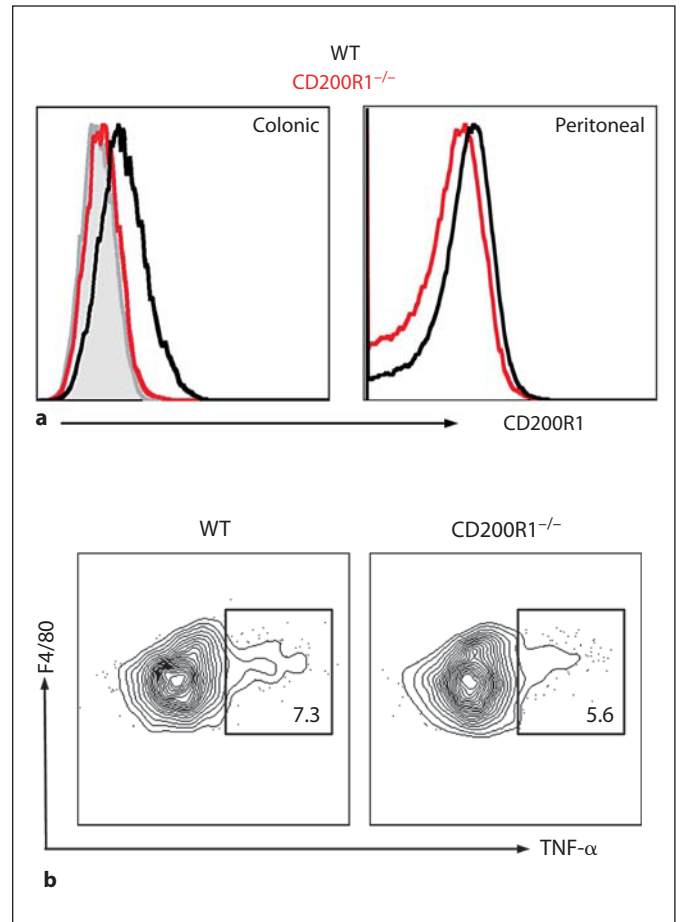 WT
CD200R1⁻/⁻
Colonic
Peritoneal
a
CD200R1
WT
CD200R1⁻/⁻
F4/80
7.3
5.6
TNF-α
b